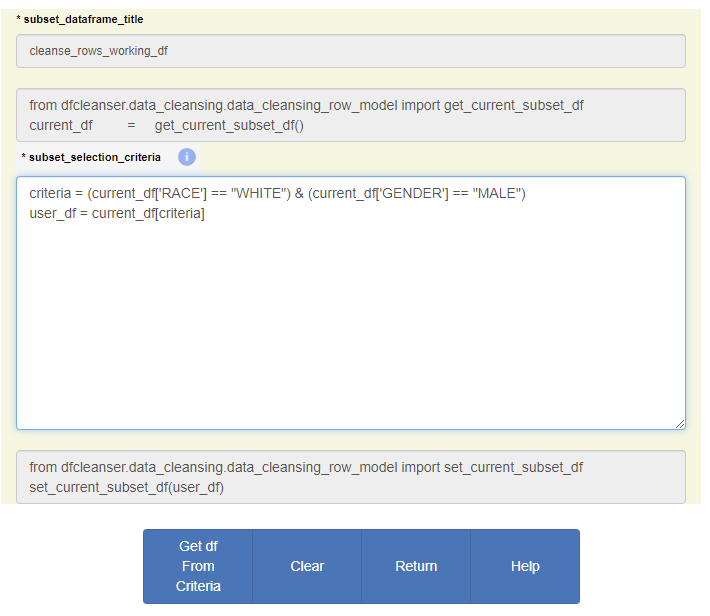 * subset_dataframe_title
cleanse_rows_working_df
from dfcleanser.data_cleansing.data_cleansing_row_model import get_current_subset_df
current_df = get_current_subset_df()
* subset_selection_criteria i
criteria = (current_df['RACE'] == "WHITE") & (current_df['GENDER'] == "MALE")
user_df = current_df[criteria]
from dfcleanser.data_cleansing.data_cleansing_row_model import set_current_subset_df
set_current_subset_df(user_df)
Get df
From
Criteria
Clear
Return
Help